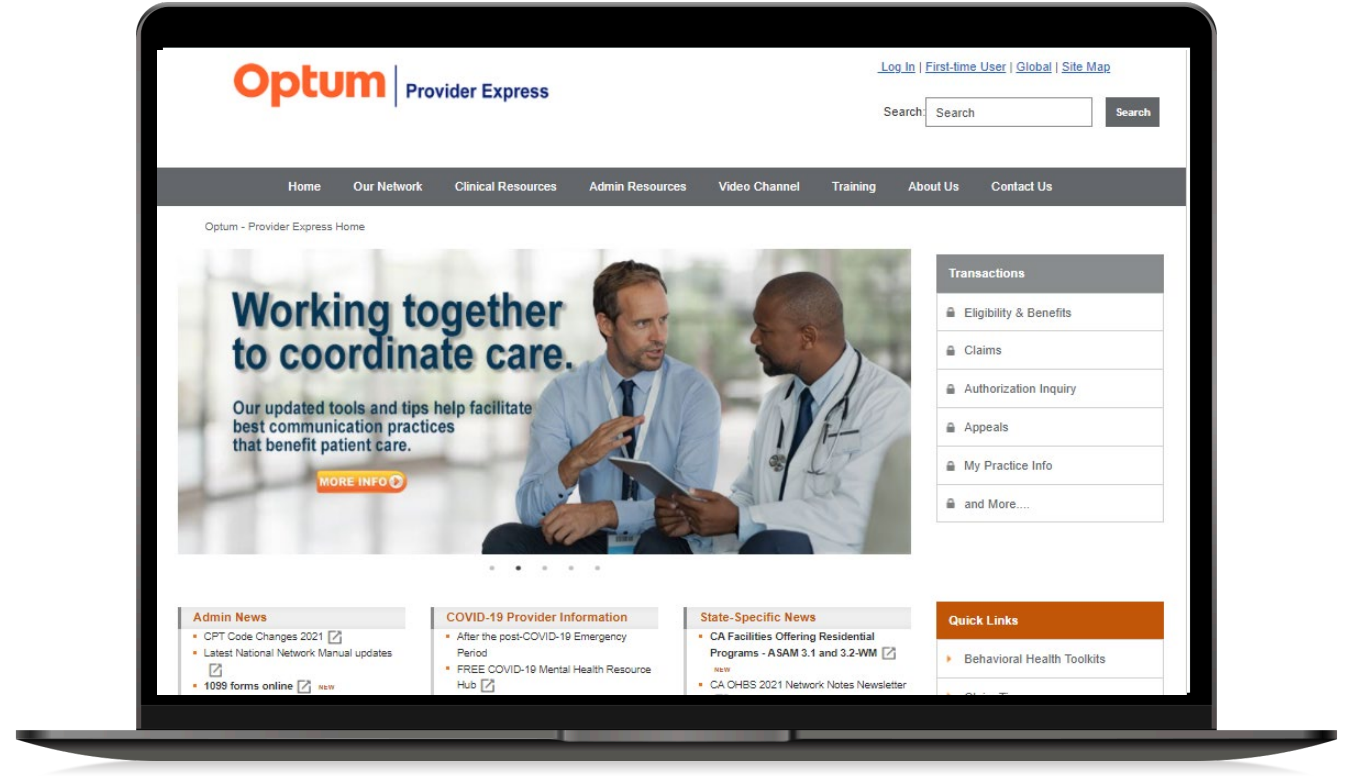 Optum | Provider Express
Log In | First-time User | Global | Site Map
Search: Search Search
Home Our Network Clinical Resources Admin Resources Video Channel Training About Us Contact Us
Optum - Provider Express Home
Working together
to coordinate care.
Our updated tools and tips help facilitate
best communication practices
that benefit patient care.
MORE INFO
Transactions
Eligibility & Benefits
Claims
Authorization Inquiry
Appeals
My Practice Info
and More....
Admin News
CPT Code Changes 2021
Latest National Network Manual updates
1099 forms online NEW
COVID-19 Provider Information
After the post-COVID-19 Emergency
Period
FREE COVID-19 Mental Health Resource
Hub
State-Specific News
CA Facilities Offering Residential
Programs - ASAM 3.1 and 3.2-WM
NEW
CA OHBS 2021 Network Notes Newsletter
Quick Links
Behavioral Health Toolkits